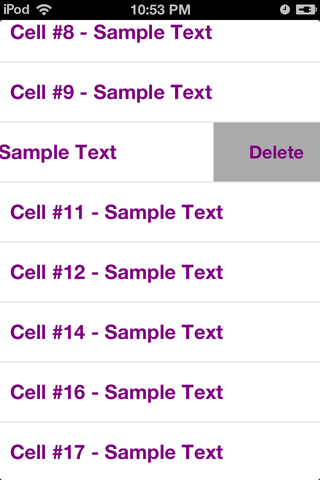 iPod 10:53 PM
Cell #8 - Sample Text
Cell #9 - Sample Text
Sample Text Delete
Cell #11 - Sample Text
Cell #12 - Sample Text
Cell #14 - Sample Text
Cell #16 - Sample Text
Cell #17 - Sample Text